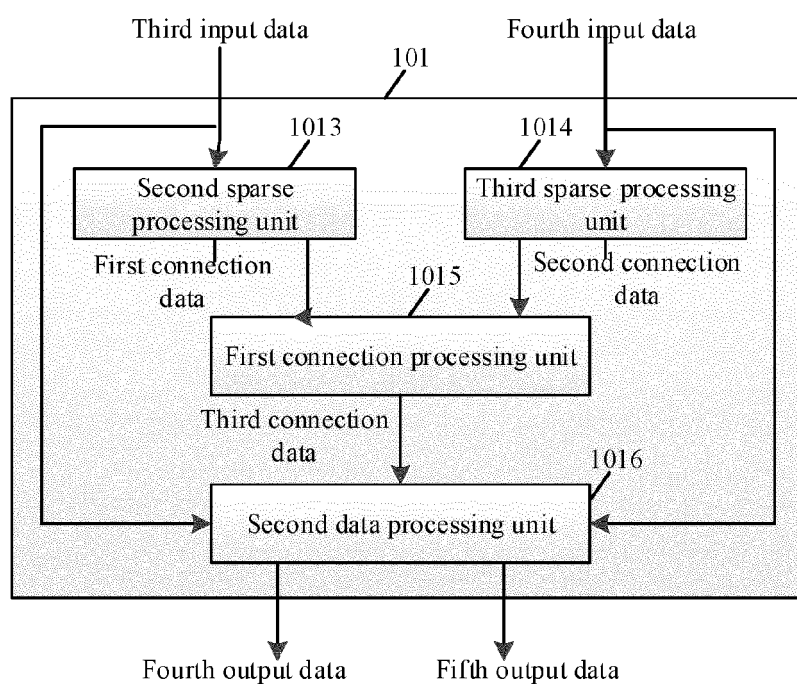 Third input data
Fourth input data
101
1013
1014
Second sparse
processing unit
Third sparse processing
unit
First connection
data
Second connection
data
1015
First connection processing unit
Third connection
data
1016
Second data processing unit
Fourth output data
Fifth output data